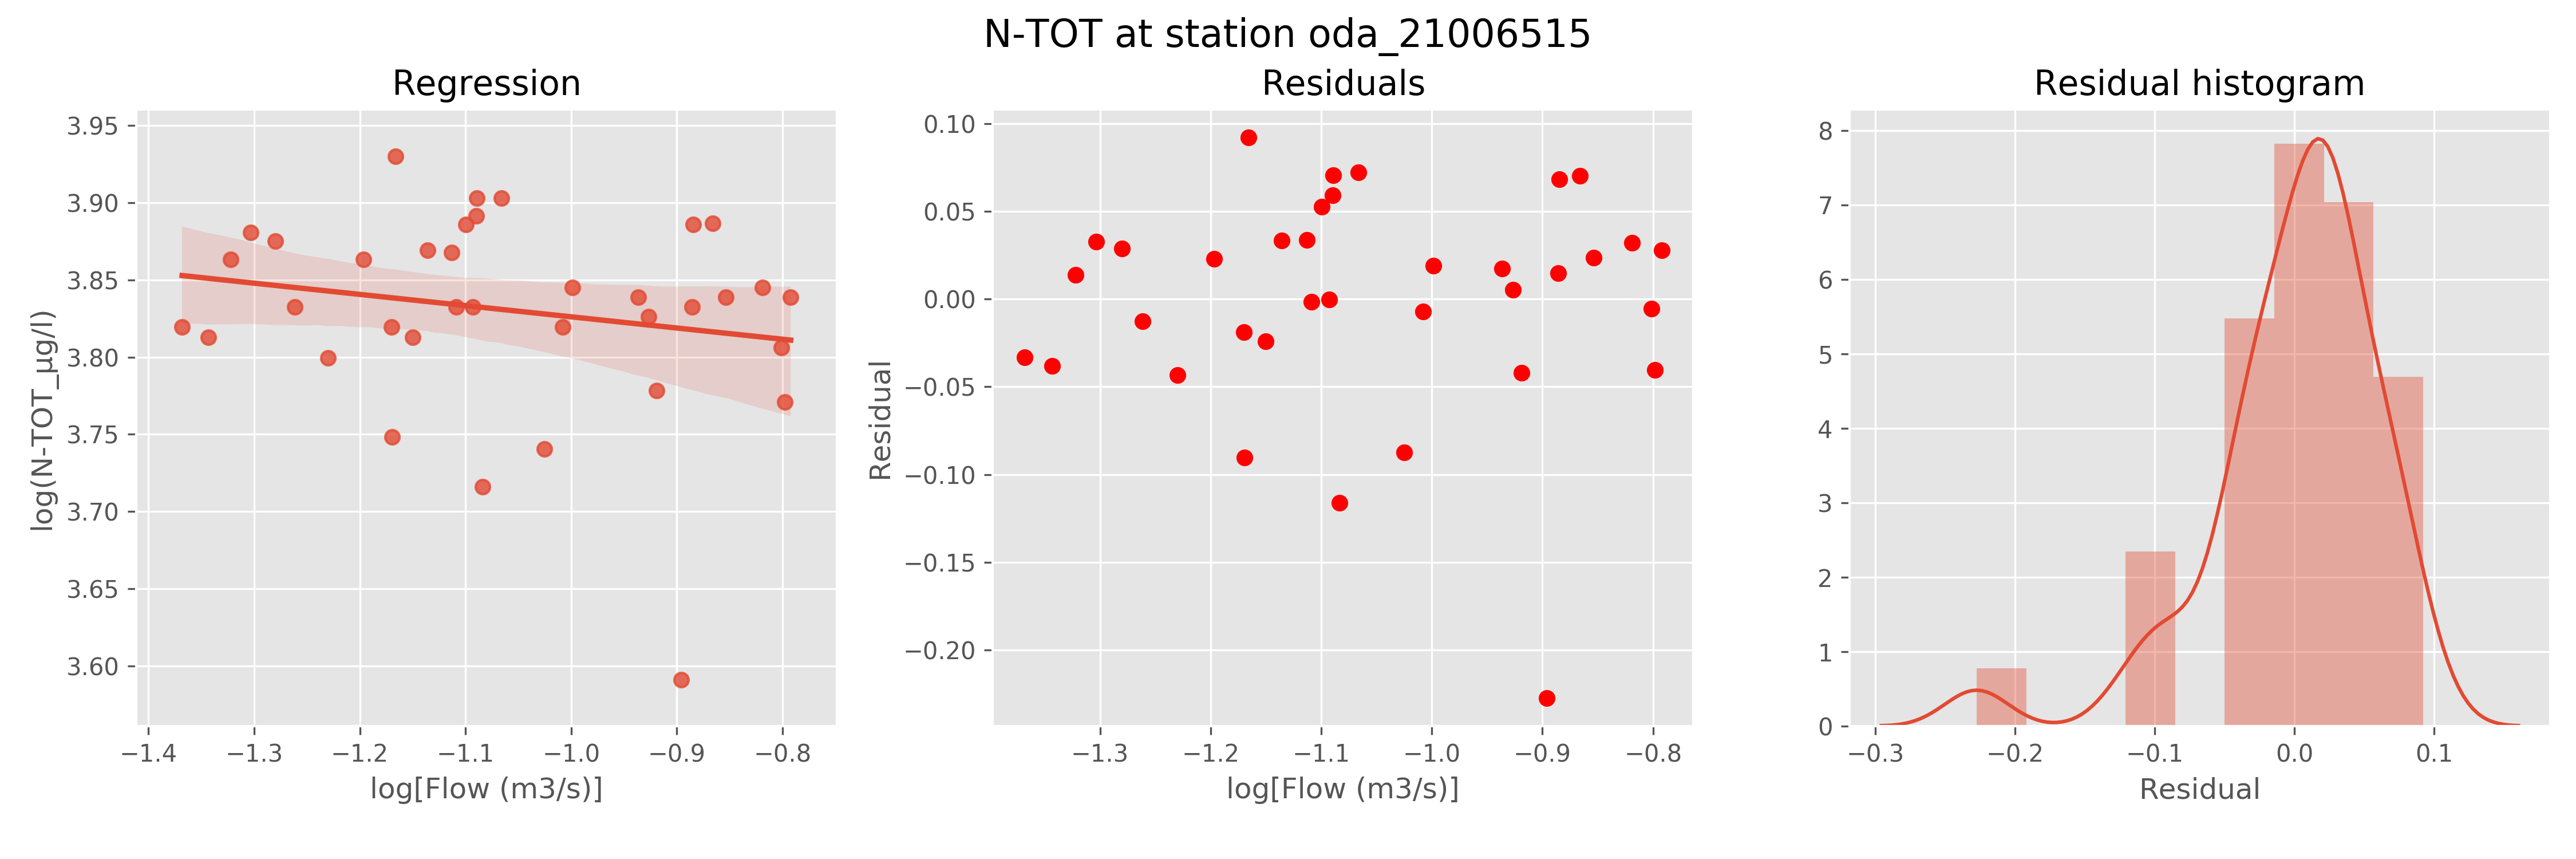 N-TOT at station oda_21006515
Regression
3.95
3.90
3.85
3.80
3.75
3.70
3.65
3.60
log(N-TOT_µg/l)
−1.4 −1.3 −1.2 −1.1 −1.0 −0.9 −0.8
log[Flow (m3/s)]
Residuals
0.10
0.05
0.00
−0.05
−0.10
−0.15
−0.20
Residual
−1.3 −1.2 −1.1 −1.0 −0.9 −0.8
log[Flow (m3/s)]
Residual histogram
8
7
6
5
4
3
2
1
0
−0.3 −0.2 −0.1 0.0 0.1
Residual